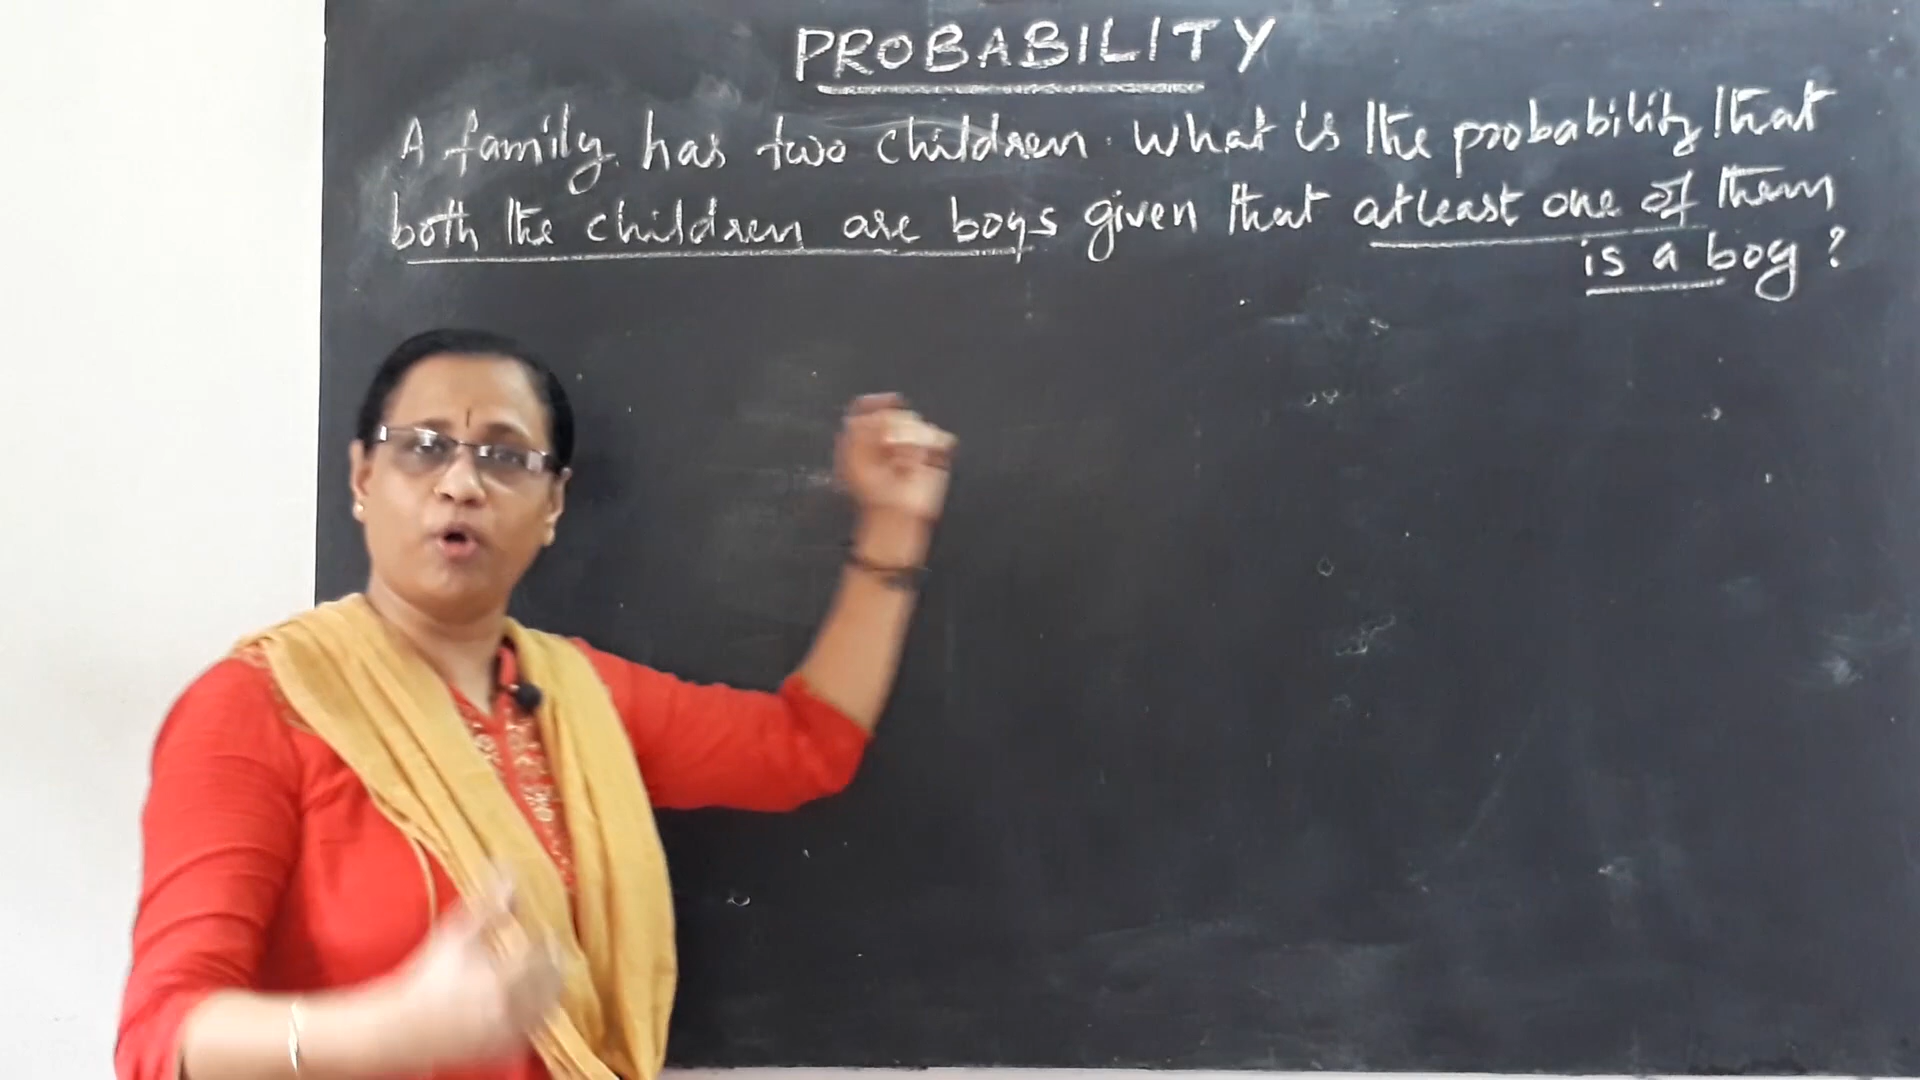 PROBABILITY
A family has two children. What is the probability that
both the children are boys given that atleast one of them
is a boy?